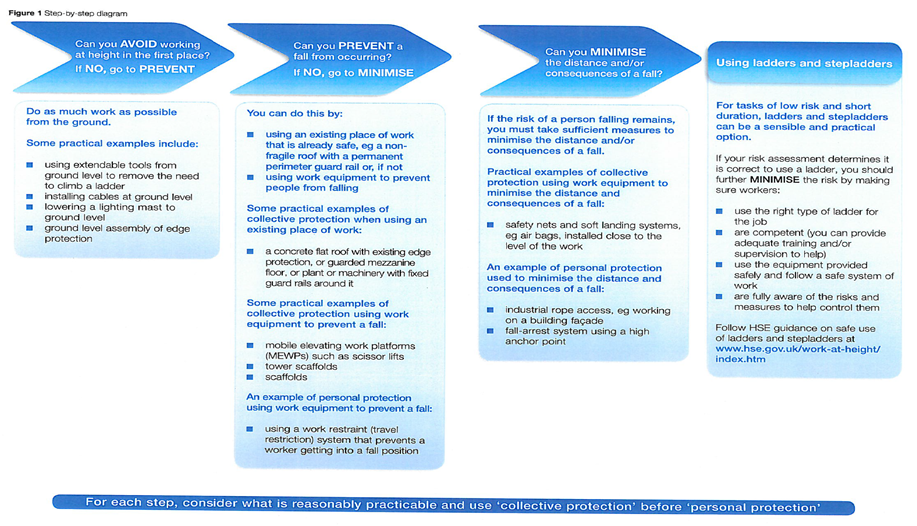 Figure 1 Step-by-step diagram
Can you AVOID working
at height in the first place?
If NO, go to PREVENT
Do as much work as possible
from the ground.
Some practical examples include:
using extendable tools from
ground level to remove the need
to climb a ladder
installing cables at ground level
lowering a lighting mast to
ground level
ground level assembly of edge
protection
Can you PREVENT a
fall from occurring?
If NO, go to MINIMISE
You can do this by:
using an existing place of work
that is already safe, eg a non-
fragile roof with a permanent
perimeter guard rail or, if not
using work equipment to prevent
people from falling
Some practical examples of
collective protection when using an
existing place of work:
a concrete flat roof with existing edge
protection, or guarded mezzanine
floor, or plant or machinery with fixed
guard rails around it
Some practical examples of
collective protection using work
equipment to prevent a fall:
mobile elevating work platforms
(MEWPs) such as scissor lifts
tower scaffolds
scaffolds
An example of personal protection
using work equipment to prevent a fall:
using a work restraint (travel
restriction) system that prevents a
worker getting into a fall position
Can you MINIMISE
the distance and/or
consequences of a fall?
If the risk of a person falling remains,
you must take sufficient measures to
minimise the distance and/or
consequences of a fall.
Practical examples of collective
protection using work equipment to
minimise the distance and
consequences of a fall:
safety nets and soft landing systems,
eg air bags, installed close to the
level of the work
An example of personal protection
used to minimise the distance and
consequences of a fall:
industrial rope access, eg working
on a building façade
fall-arrest system using a high
anchor point
Using ladders and stepladders
For tasks of low risk and short
duration, ladders and stepladders
can be a sensible and practical
option.
If your risk assessment determines it
is correct to use a ladder, you should
further MINIMISE the risk by making
sure workers:
use the right type of ladder for
the job
are competent (you can provide
adequate training and/or
supervision to help)
use the equipment provided
safely and follow a safe system of
work
are fully aware of the risks and
measures to help control them
Follow HSE guidance on safe use
of ladders and stepladders at
www.hse.gov.uk/work-at-height/
index.htm
For each step, consider what is reasonably practicable and use 'collective protection' before 'personal protection'